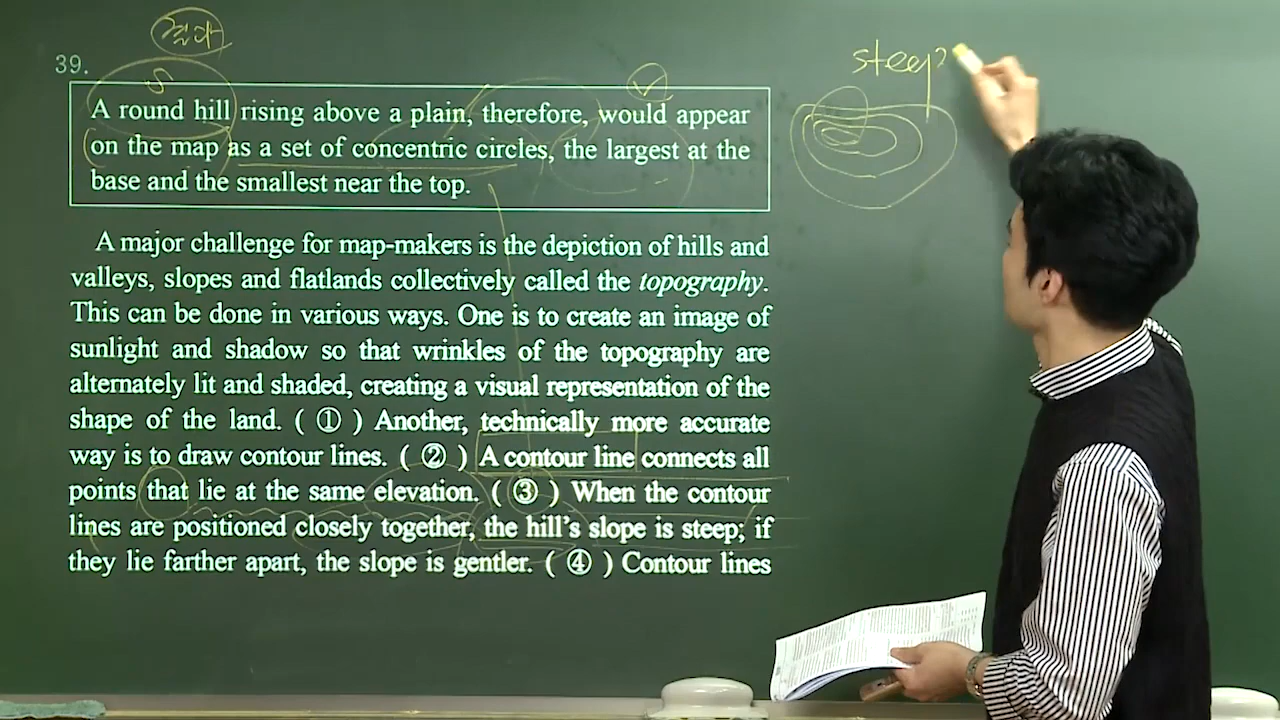 결과
steep
39.
S
A round hill rising above a plain, therefore, would appear
on the map as a set of concentric circles, the largest at the
base and the smallest near the top.
A major challenge for map-makers is the depiction of hills and
valleys, slopes and flatlands collectively called the topography.
This can be done in various ways. One is to create an image of
sunlight and shadow so that wrinkles of the topography are
alternately lit and shaded, creating a visual representation of the
shape of the land. ( ① ) Another, technically more accurate
way is to draw contour lines. ( ② ) A contour line connects all
points that lie at the same elevation. ( ③ ) When the contour
lines are positioned closely together, the hill's slope is steep; if
they lie farther apart, the slope is gentler. ( ④ ) Contour lines